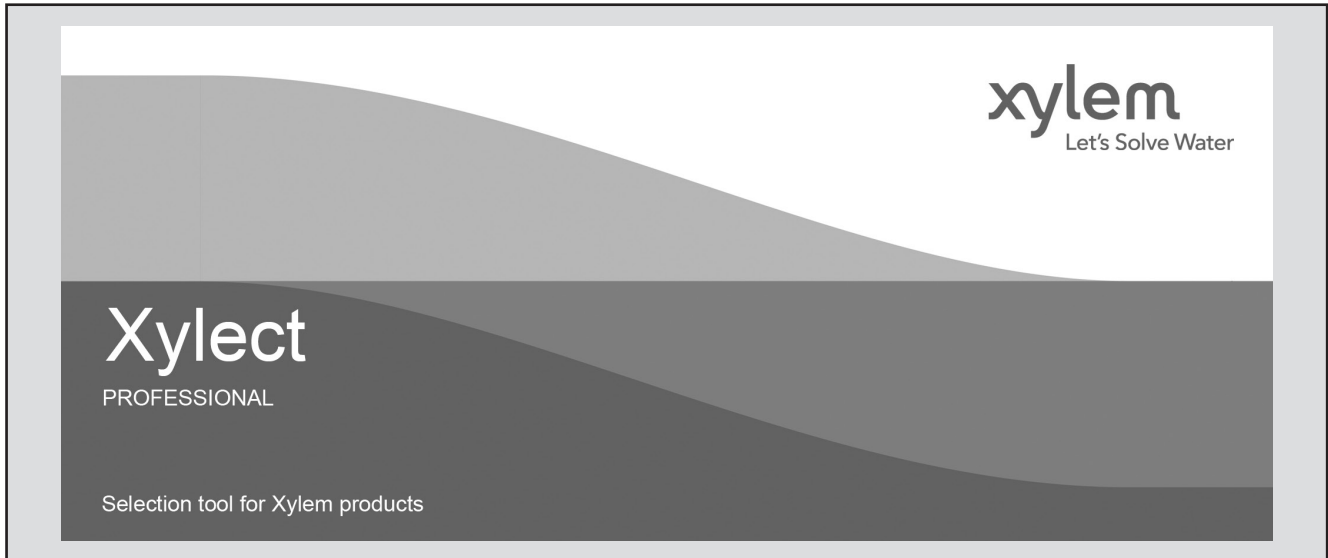 xylem
Let's Solve Water
Xylect
PROFESSIONAL
Selection tool for Xylem products